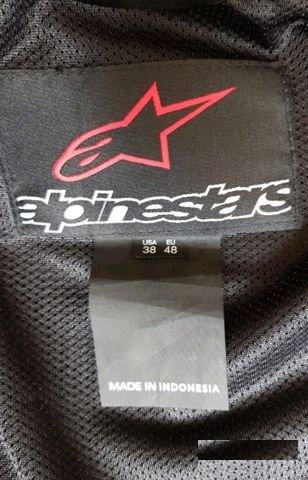 alpinestars
USA EU
38 48
MADE IN INDONESIA